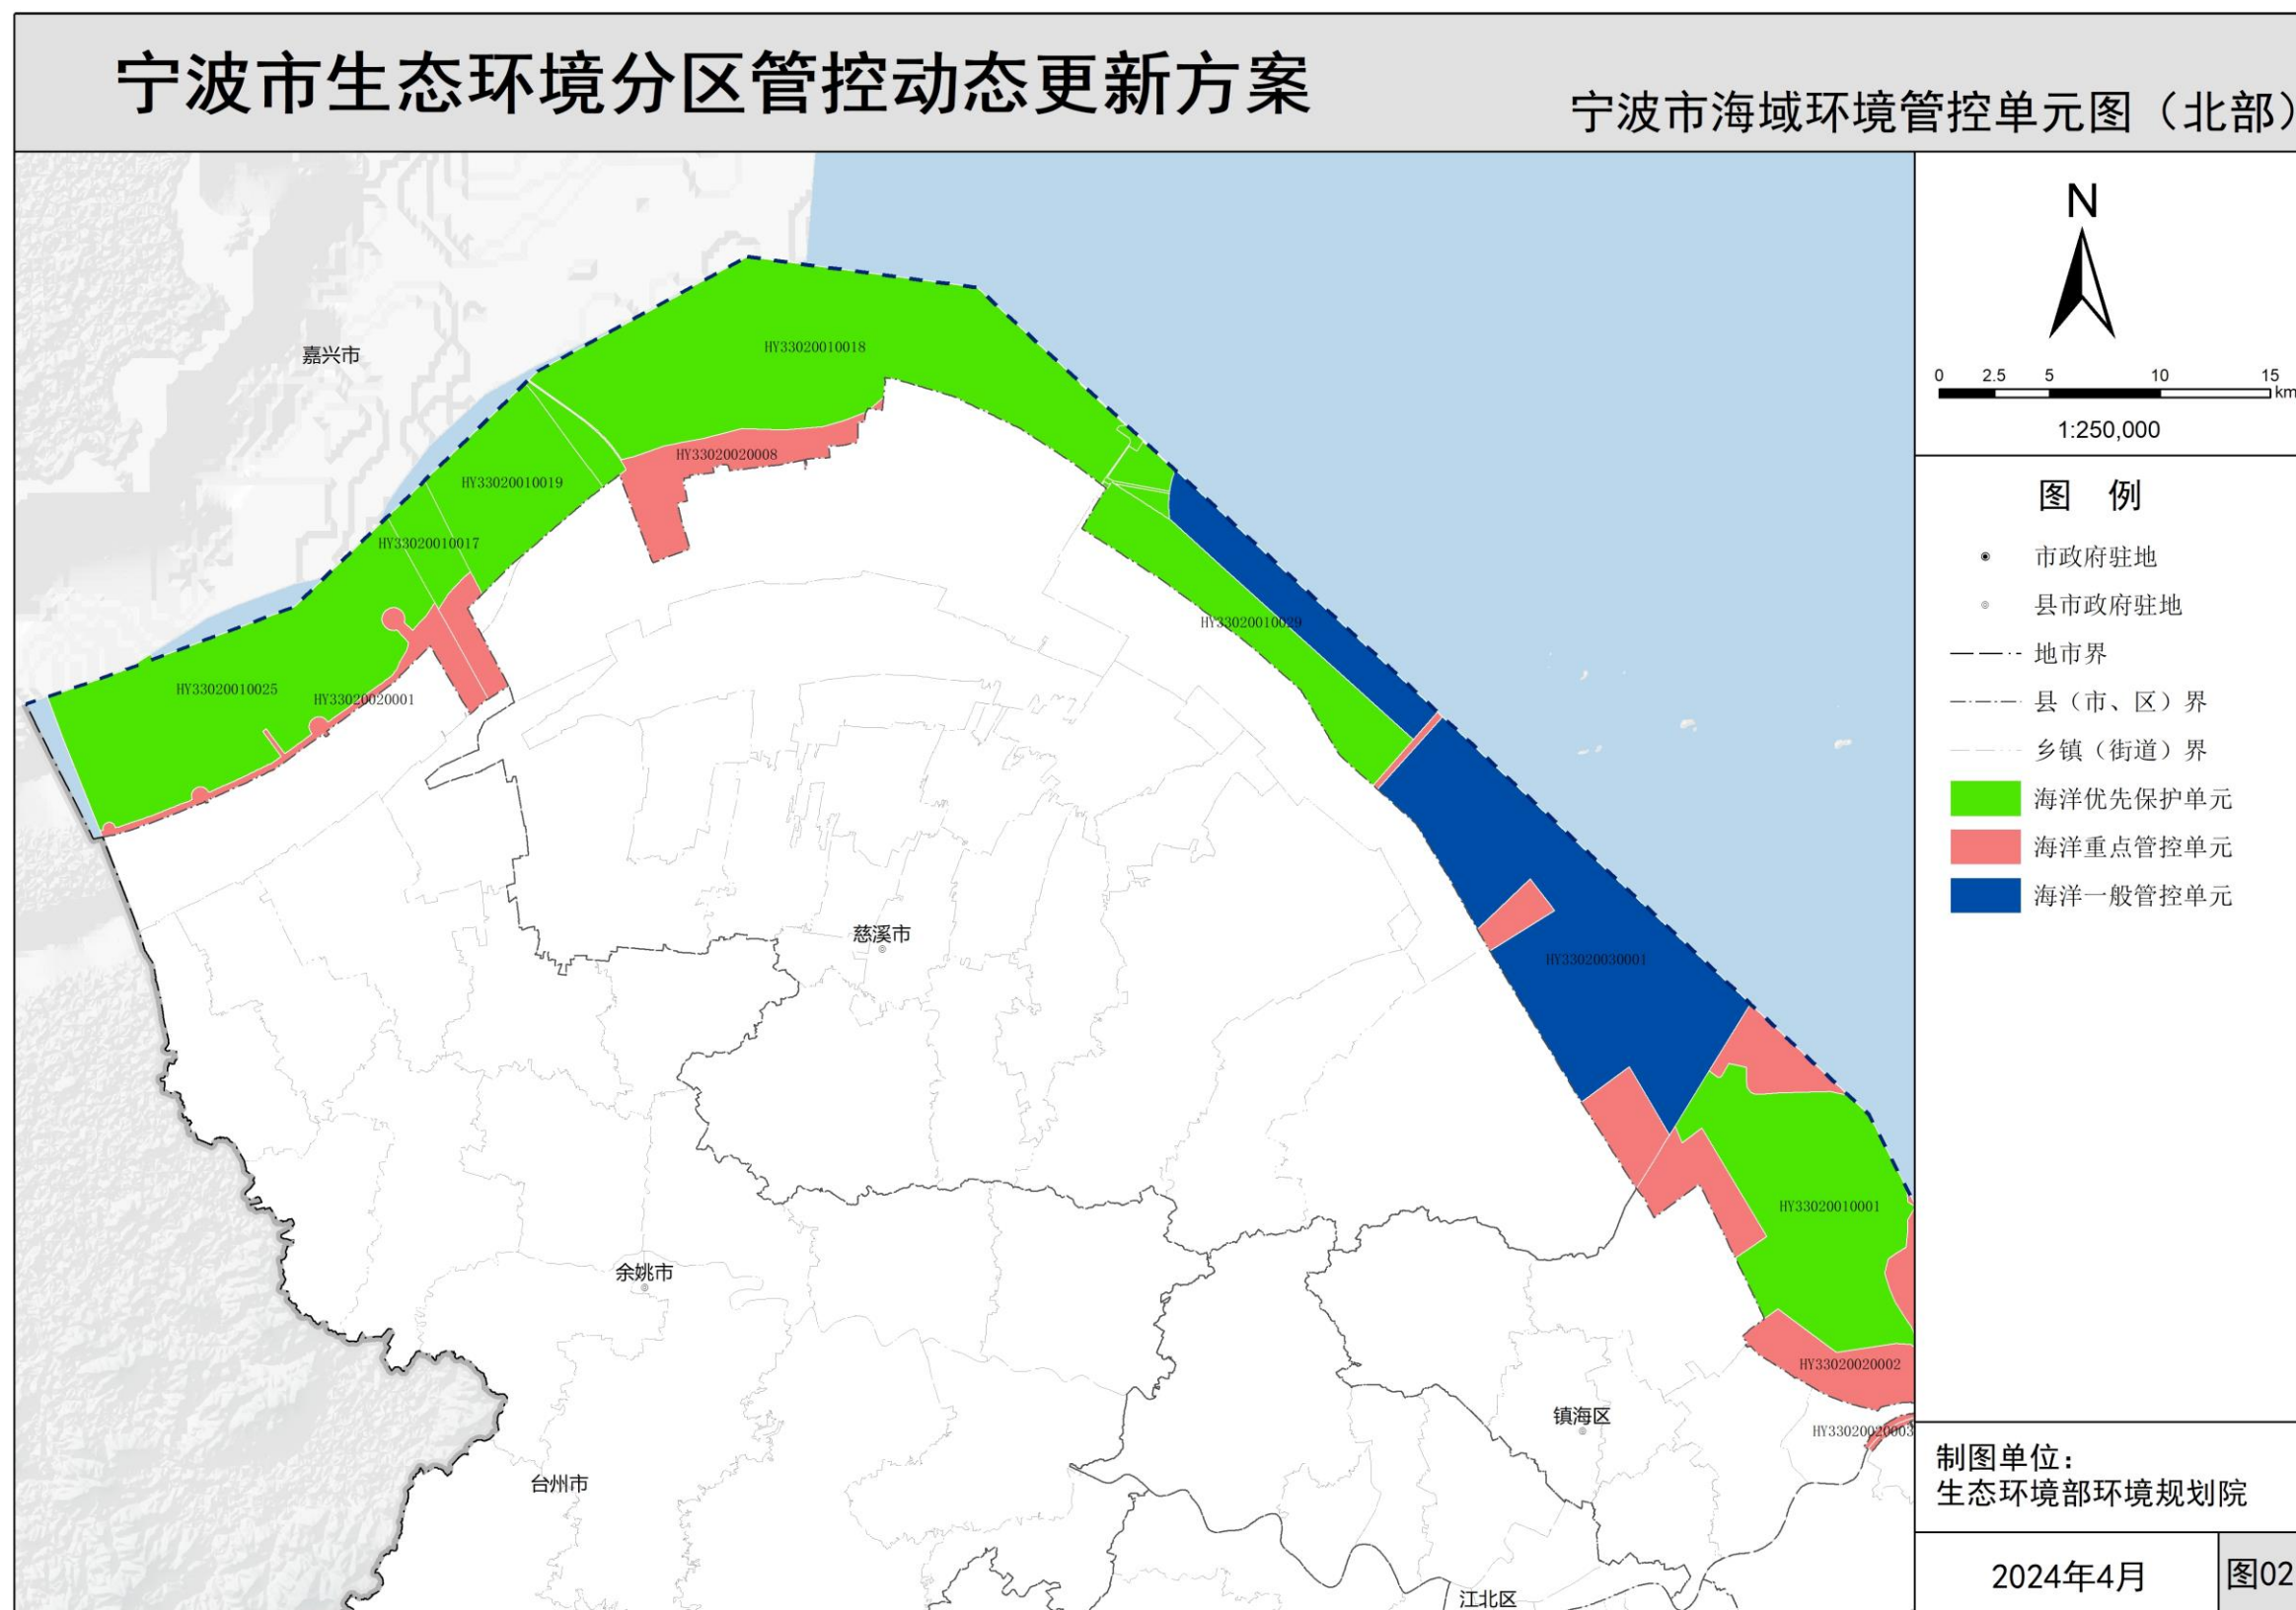 宁波市生态环境分区管控动态更新方案
宁波市海域环境管控单元图（北部）
N
0 2.5 5 10 15
km
1:250,000
图 例
市政府驻地
县市政府驻地
地市界
县（市、区）界
乡镇（街道）界
海洋优先保护单元
海洋重点管控单元
海洋一般管控单元
嘉兴市
HY33020010018
HY33020020008
HY33020010019
HY33020010017
HY33020010029
HY33020010025
HY33020020001
慈溪市
HY33020030001
HY33020010001
余姚市
HY33020020002
镇海区
HY33020020003
台州市
江北区
制图单位：
生态环境部环境规划院
2024年4月
图02